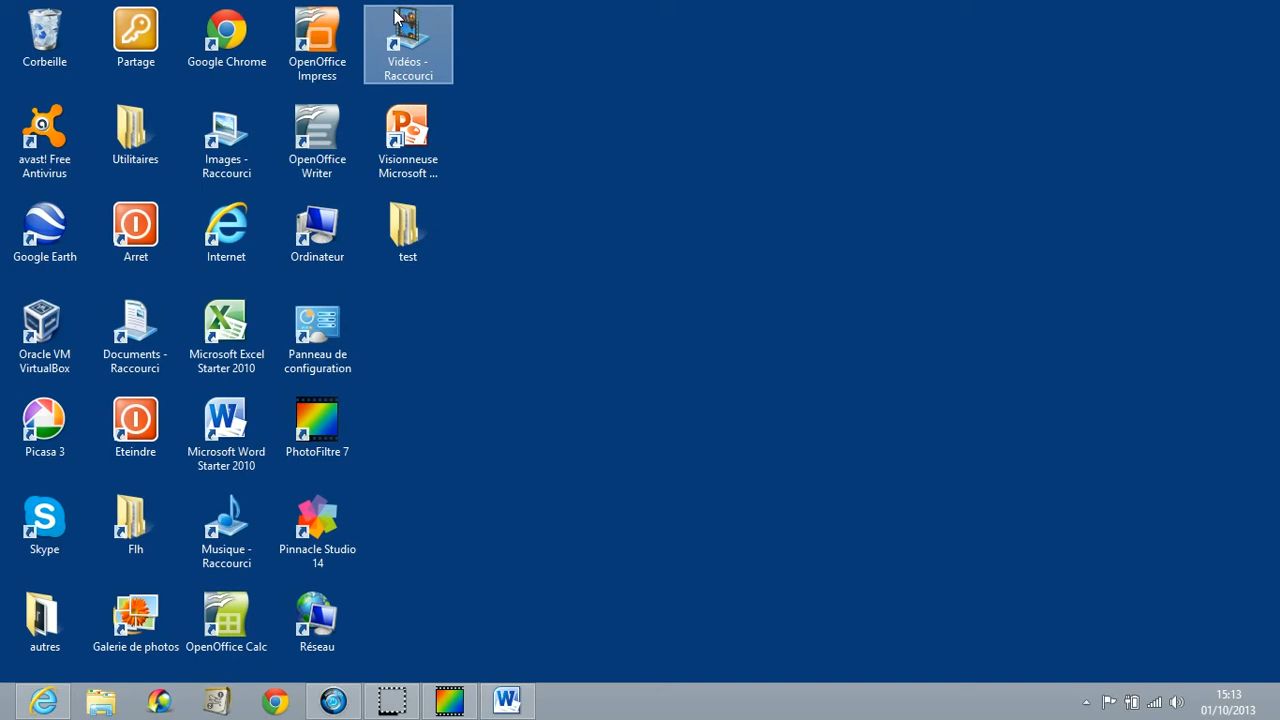 Corbeille
Partage
Google Chrome
OpenOffice
Impress
Vidéos -
Raccourci
avast! Free
Antivirus
Utilitaires
Images -
Raccourci
OpenOffice
Writer
Visionneuse
Microsoft ...
Google Earth
Arret
Internet
Ordinateur
test
Oracle VM
VirtualBox
Documents -
Raccourci
Microsoft Excel
Starter 2010
Panneau de
configuration
Picasa 3
Eteindre
Microsoft Word
Starter 2010
PhotoFiltre 7
Skype
Flh
Musique -
Raccourci
Pinnacle Studio
14
autres
Galerie de photos
OpenOffice Calc
Réseau
15:13
01/10/2013